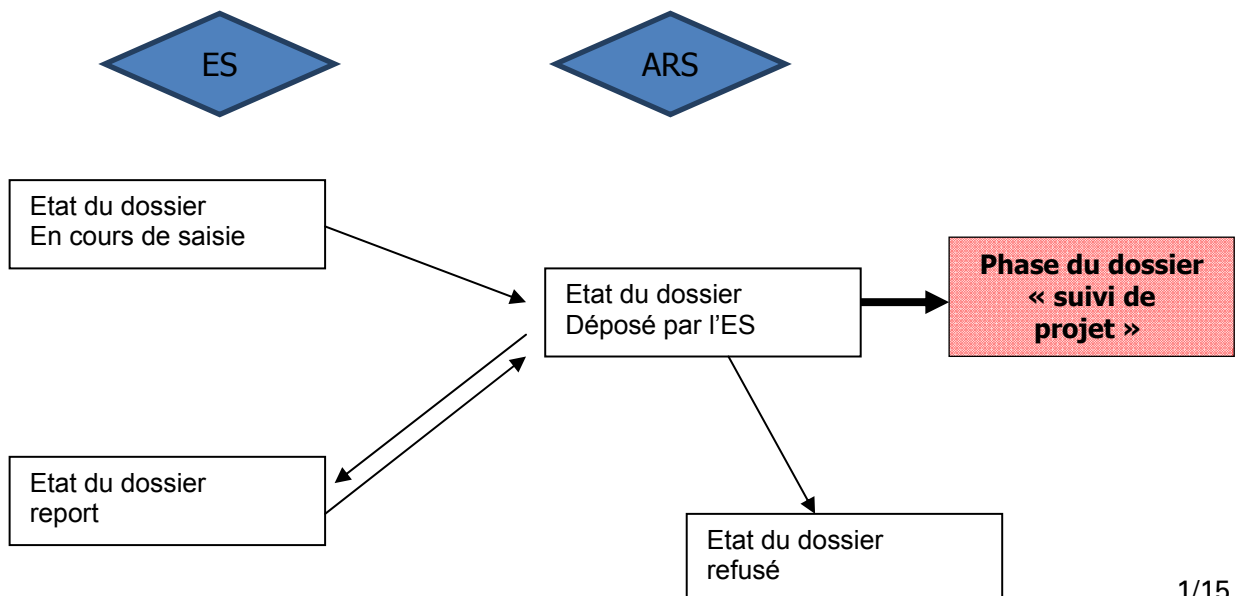 ES
ARS
Etat du dossier
En cours de saisie
Etat du dossier
Déposé par l’ES
Phase du dossier
« suivi de
projet »
Etat du dossier
report
Etat du dossier
refusé
1/15